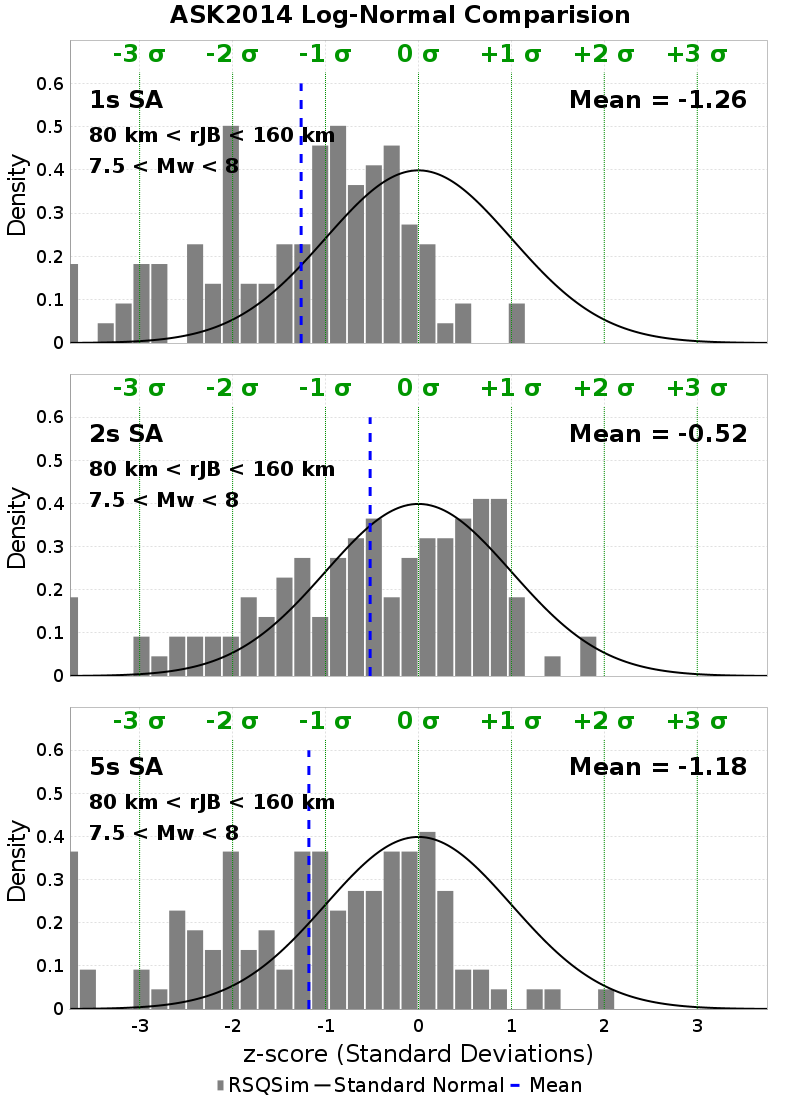 ASK2014 Log-Normal Comparision
-3 σ -2 σ -1 σ 0 σ +1 σ +2 σ +3 σ
0.6
1s SA Mean = -1.26
0.5
80 km < rJB < 160 km
7.5 < Mw < 8
0.4
0.3
0.2
0.1
0
Density
-3 σ -2 σ -1 σ 0 σ +1 σ +2 σ +3 σ
0.6
2s SA Mean = -0.52
0.5
80 km < rJB < 160 km
7.5 < Mw < 8
0.4
0.3
0.2
0.1
0
Density
-3 σ -2 σ -1 σ 0 σ +1 σ +2 σ +3 σ
0.6
5s SA Mean = -1.18
0.5
80 km < rJB < 160 km
7.5 < Mw < 8
0.4
0.3
0.2
0.1
0
Density
-3 -2 -1 0 1 2 3
z-score (Standard Deviations)
RSQSim Standard Normal Mean